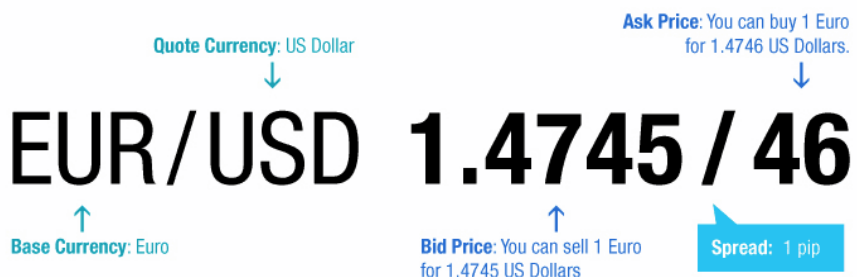 Ask Price: You can buy 1 Euro
for 1.4746 US Dollars.
Quote Currency: US Dollar
EUR/USD 1.4745 / 46
Base Currency: Euro
Bid Price: You can sell 1 Euro
for 1.4745 US Dollars
Spread: 1 pip